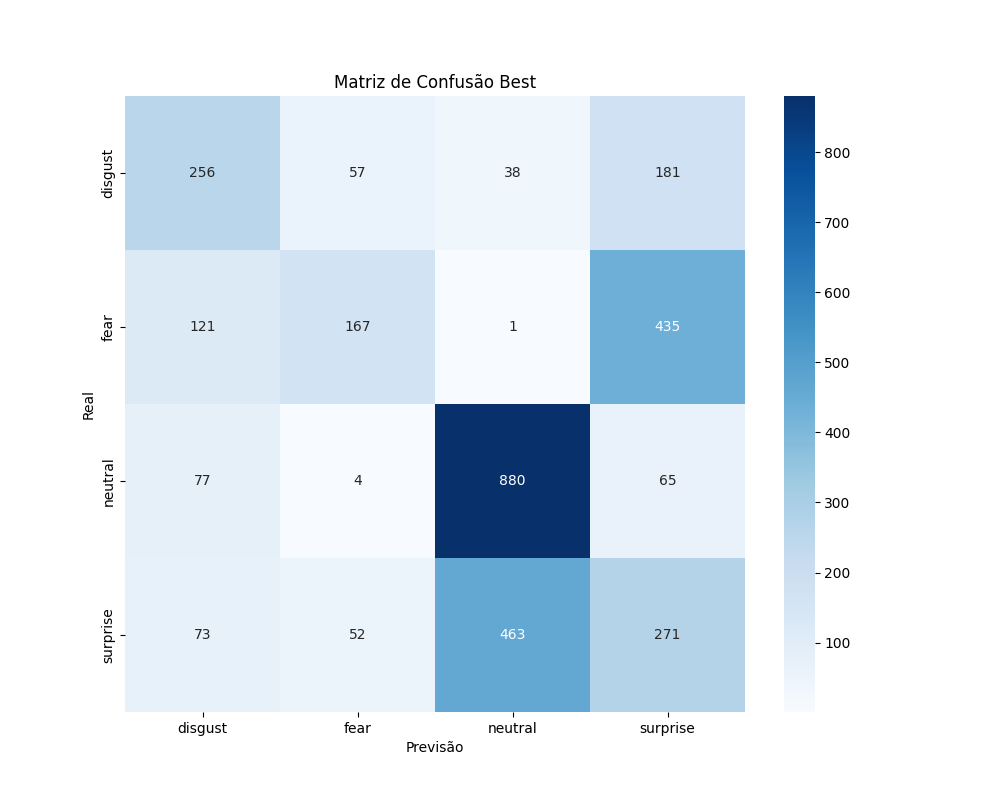 Matriz de Confusão Best
disgust 256 57 38 181
fear 121 167 1 435
neutral 77 4 880 65
surprise 73 52 463 271
disgust fear neutral surprise
Previsão
Real
800
700
600
500
400
300
200
100